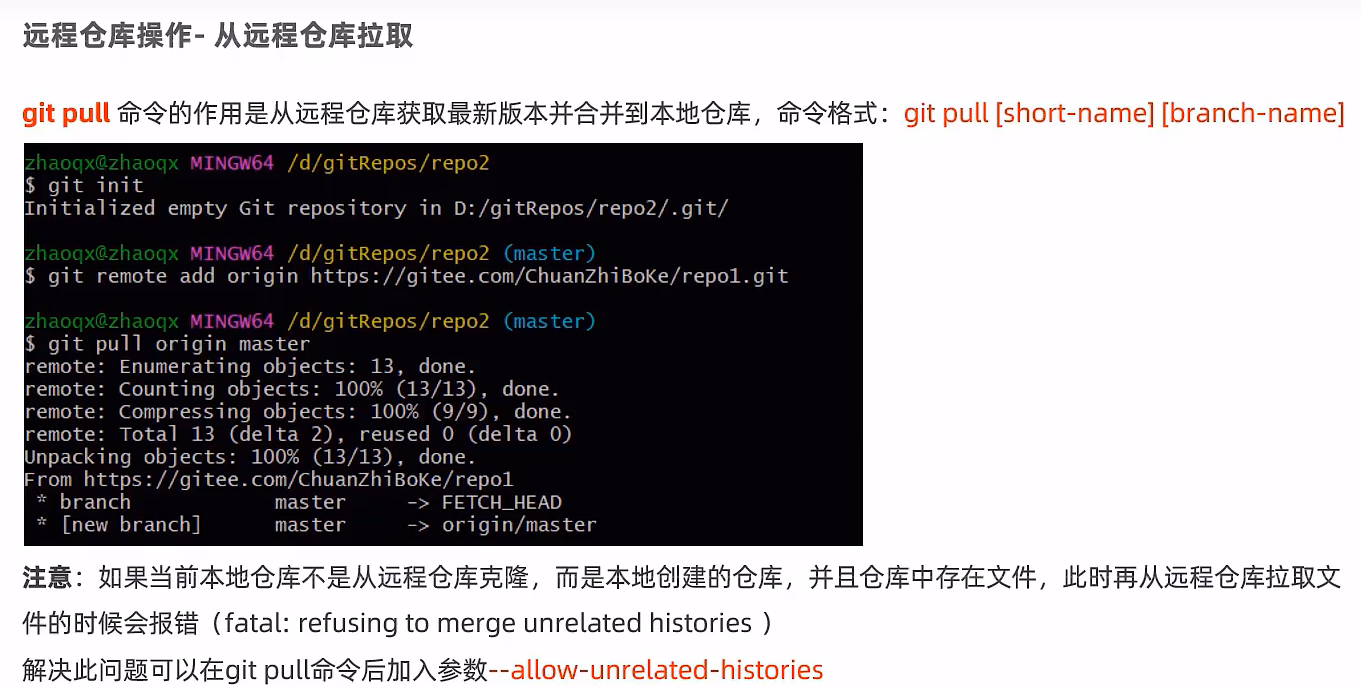 远程仓库操作- 从远程仓库拉取
git pull 命令的作用是从远程仓库获取最新版本并合并到本地仓库，命令格式：git pull [short-name] [branch-name]
zhaoqx@zhaoqx MINGW64 /d/gitRepos/repo2
$ git init
Initialized empty Git repository in D:/gitRepos/repo2/.git/
zhaoqx@zhaoqx MINGW64 /d/gitRepos/repo2 (master)
$ git remote add origin https://gitee.com/ChuanZhiBoKe/repo1.git
zhaoqx@zhaoqx MINGW64 /d/gitRepos/repo2 (master)
$ git pull origin master
remote: Enumerating objects: 13, done.
remote: Counting objects: 100% (13/13), done.
remote: Compressing objects: 100% (9/9), done.
remote: Total 13 (delta 2), reused 0 (delta 0)
Unpacking objects: 100% (13/13), done.
From https://gitee.com/ChuanZhiBoKe/repo1
 * branch            master     -> FETCH_HEAD
 * [new branch]      master     -> origin/master
注意：如果当前本地仓库不是从远程仓库克隆，而是本地创建的仓库，并且仓库中存在文件，此时再从远程仓库拉取文
件的时候会报错（fatal: refusing to merge unrelated histories ）
解决此问题可以在git pull命令后加入参数--allow-unrelated-histories